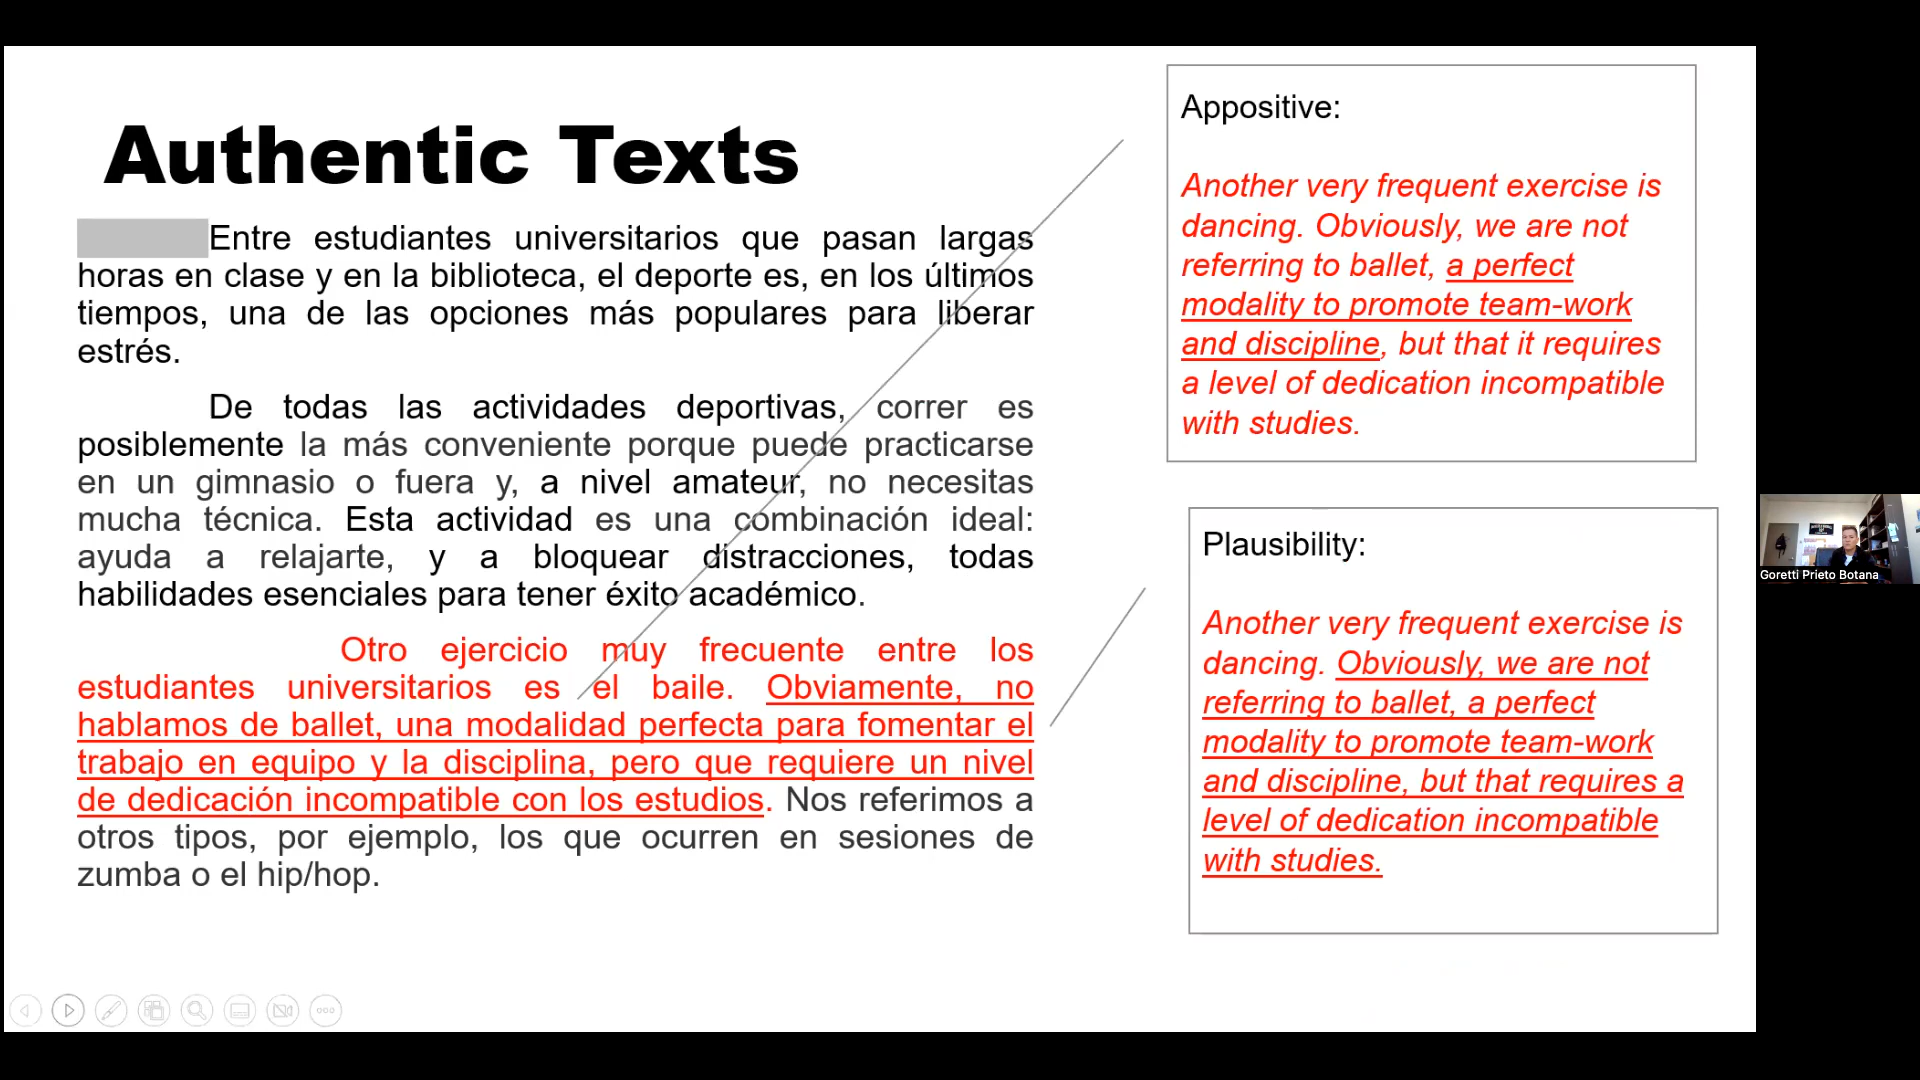 Authentic Texts
Entre estudiantes universitarios que pasan largas
horas en clase y en la biblioteca, el deporte es, en los últimos
tiempos, una de las opciones más populares para liberar
estrés.
De todas las actividades deportivas, correr es
posiblemente la más conveniente porque puede practicarse
en un gimnasio o fuera y, a nivel amateur, no necesitas
mucha técnica. Esta actividad es una combinación ideal:
ayuda a relajarte, y a bloquear distracciones, todas
habilidades esenciales para tener éxito académico.
Otro ejercicio muy frecuente entre los
estudiantes universitarios es el baile. Obviamente, no
hablamos de ballet, una modalidad perfecta para fomentar el
trabajo en equipo y la disciplina, pero que requiere un nivel
de dedicación incompatible con los estudios. Nos referimos a
otros tipos, por ejemplo, los que ocurren en sesiones de
zumba o el hip/hop.
Appositive:
Another very frequent exercise is
dancing. Obviously, we are not
referring to ballet, a perfect
modality to promote team-work
and discipline, but that it requires
a level of dedication incompatible
with studies.
Plausibility:
Another very frequent exercise is
dancing. Obviously, we are not
referring to ballet, a perfect
modality to promote team-work
and discipline, but that requires a
level of dedication incompatible
with studies.
Goretti Prieto Botana